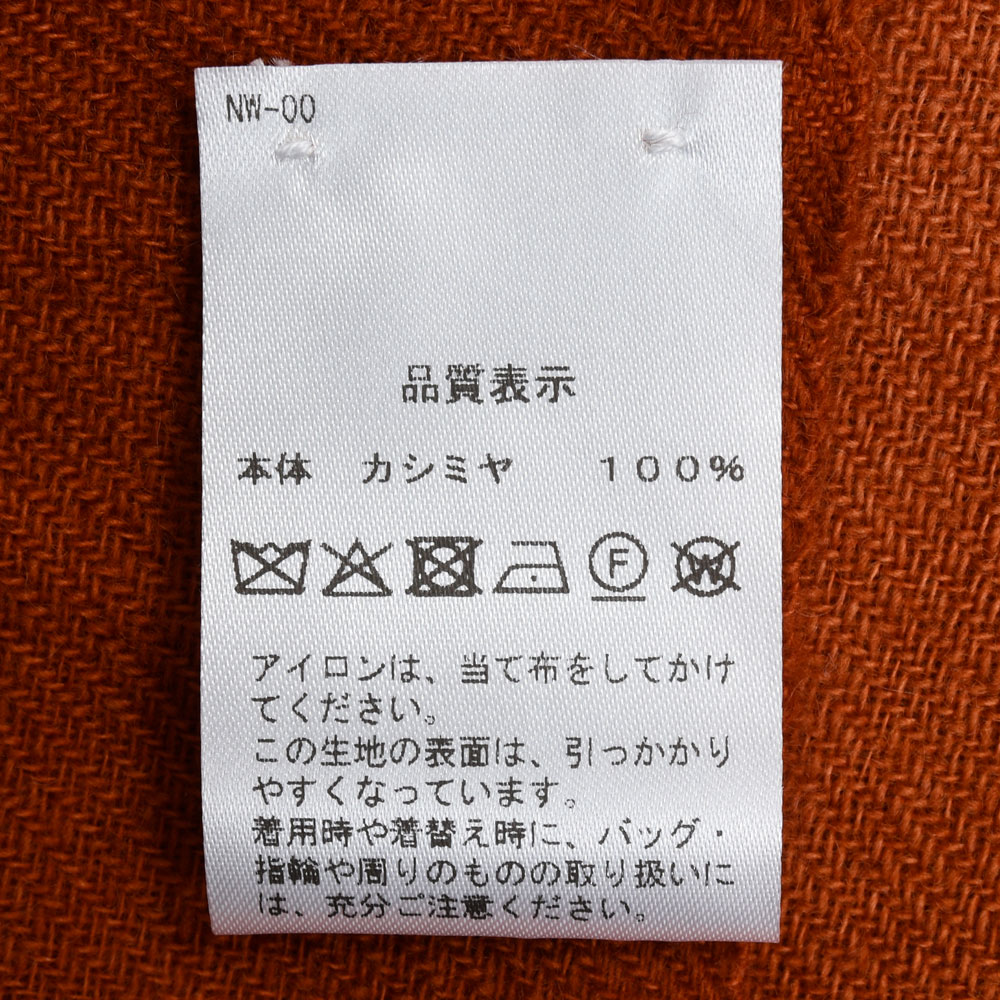 NW-00
品質表示
本体 カシミヤ 100%
F W
アイロンは、当て布をしてかけ
てください。
この生地の表面は、引っかかり
やすくなっています。
着用時や着替え時に、バッグ・
指輪や周りのものの取り扱いに
は、充分ご注意ください。